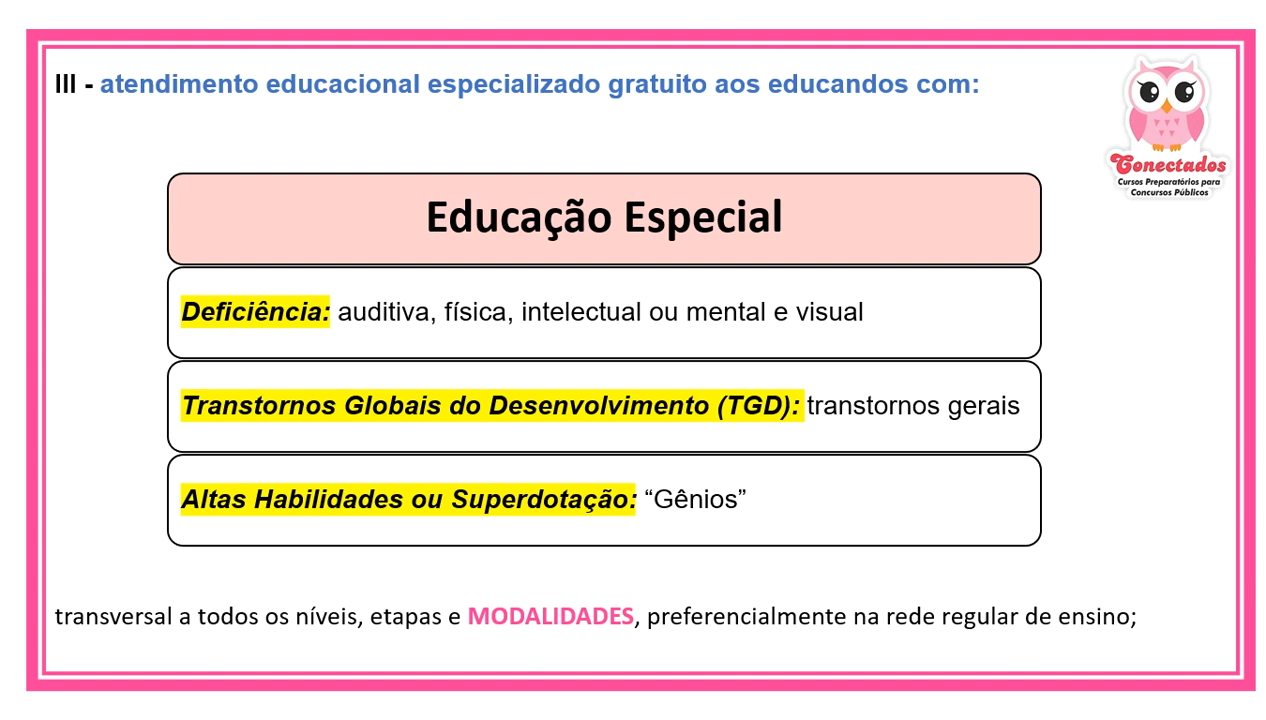 III - atendimento educacional especializado gratuito aos educandos com:
Conectados
Cursos Preparatórios para
Concursos Públicos
Educação Especial
Deficiência: auditiva, física, intelectual ou mental e visual
Transtornos Globais do Desenvolvimento (TGD): transtornos gerais
Altas Habilidades ou Superdotação: “Gênios”
transversal a todos os níveis, etapas e MODALIDADES, preferencialmente na rede regular de ensino;